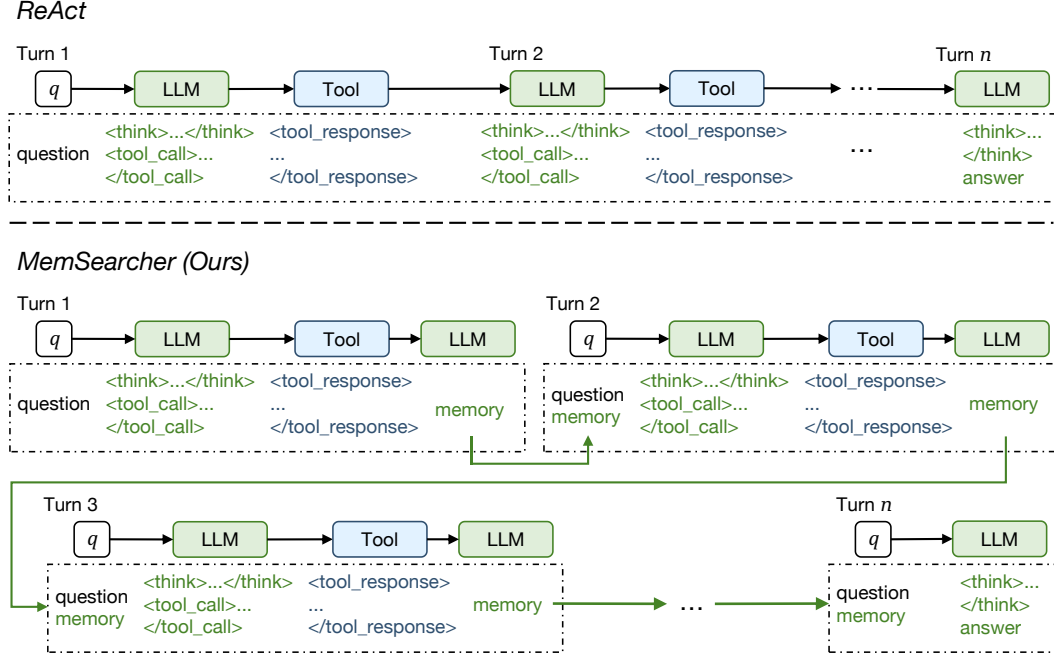 ReAct
Turn 1 Turn 2 Turn n
q LLM Tool LLM Tool ... LLM
question <think>...</think> <tool_response> <think>...</think> <tool_response> <think>...
<tool_call>... ... <tool_call>... ... ... </think>
</tool_call> </tool_response> </tool_call> </tool_response> answer
MemSearcher (Ours)
Turn 1 Turn 2
q LLM Tool LLM q LLM Tool LLM
question <think>...</think> <tool_response> question <think>...</think> <tool_response>
<tool_call>... ... memory memory <tool_call>... ... memory
</tool_call> </tool_response> </tool_call> </tool_response>
Turn 3 Turn n
q LLM Tool LLM q LLM
question <think>...</think> <tool_response> question <think>...
memory <tool_call>... ... memory ... memory </think>
</tool_call> </tool_response> answer